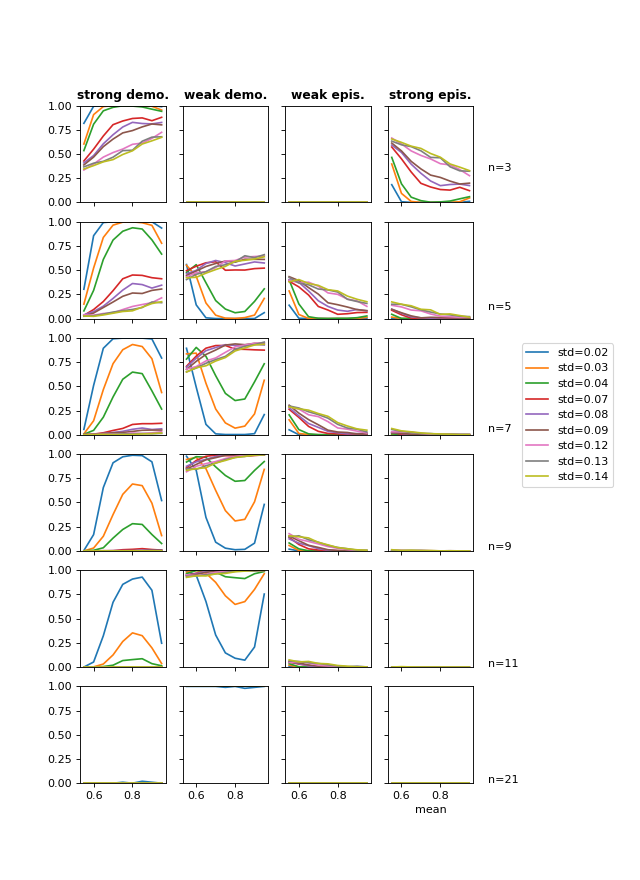 strong demo. weak demo. weak epis. strong epis.
1.00
0.75
0.50
0.25
0.00
n=3
1.00
0.75
0.50
0.25
0.00
n=5
1.00
0.75
0.50
0.25
0.00
n=7
std=0.02
std=0.03
std=0.04
std=0.07
std=0.08
std=0.09
std=0.12
std=0.13
std=0.14
1.00
0.75
0.50
0.25
0.00
n=9
1.00
0.75
0.50
0.25
0.00
n=11
1.00
0.75
0.50
0.25
0.00
n=21
0.6 0.8 0.6 0.8 0.6 0.8 0.6 0.8
mean